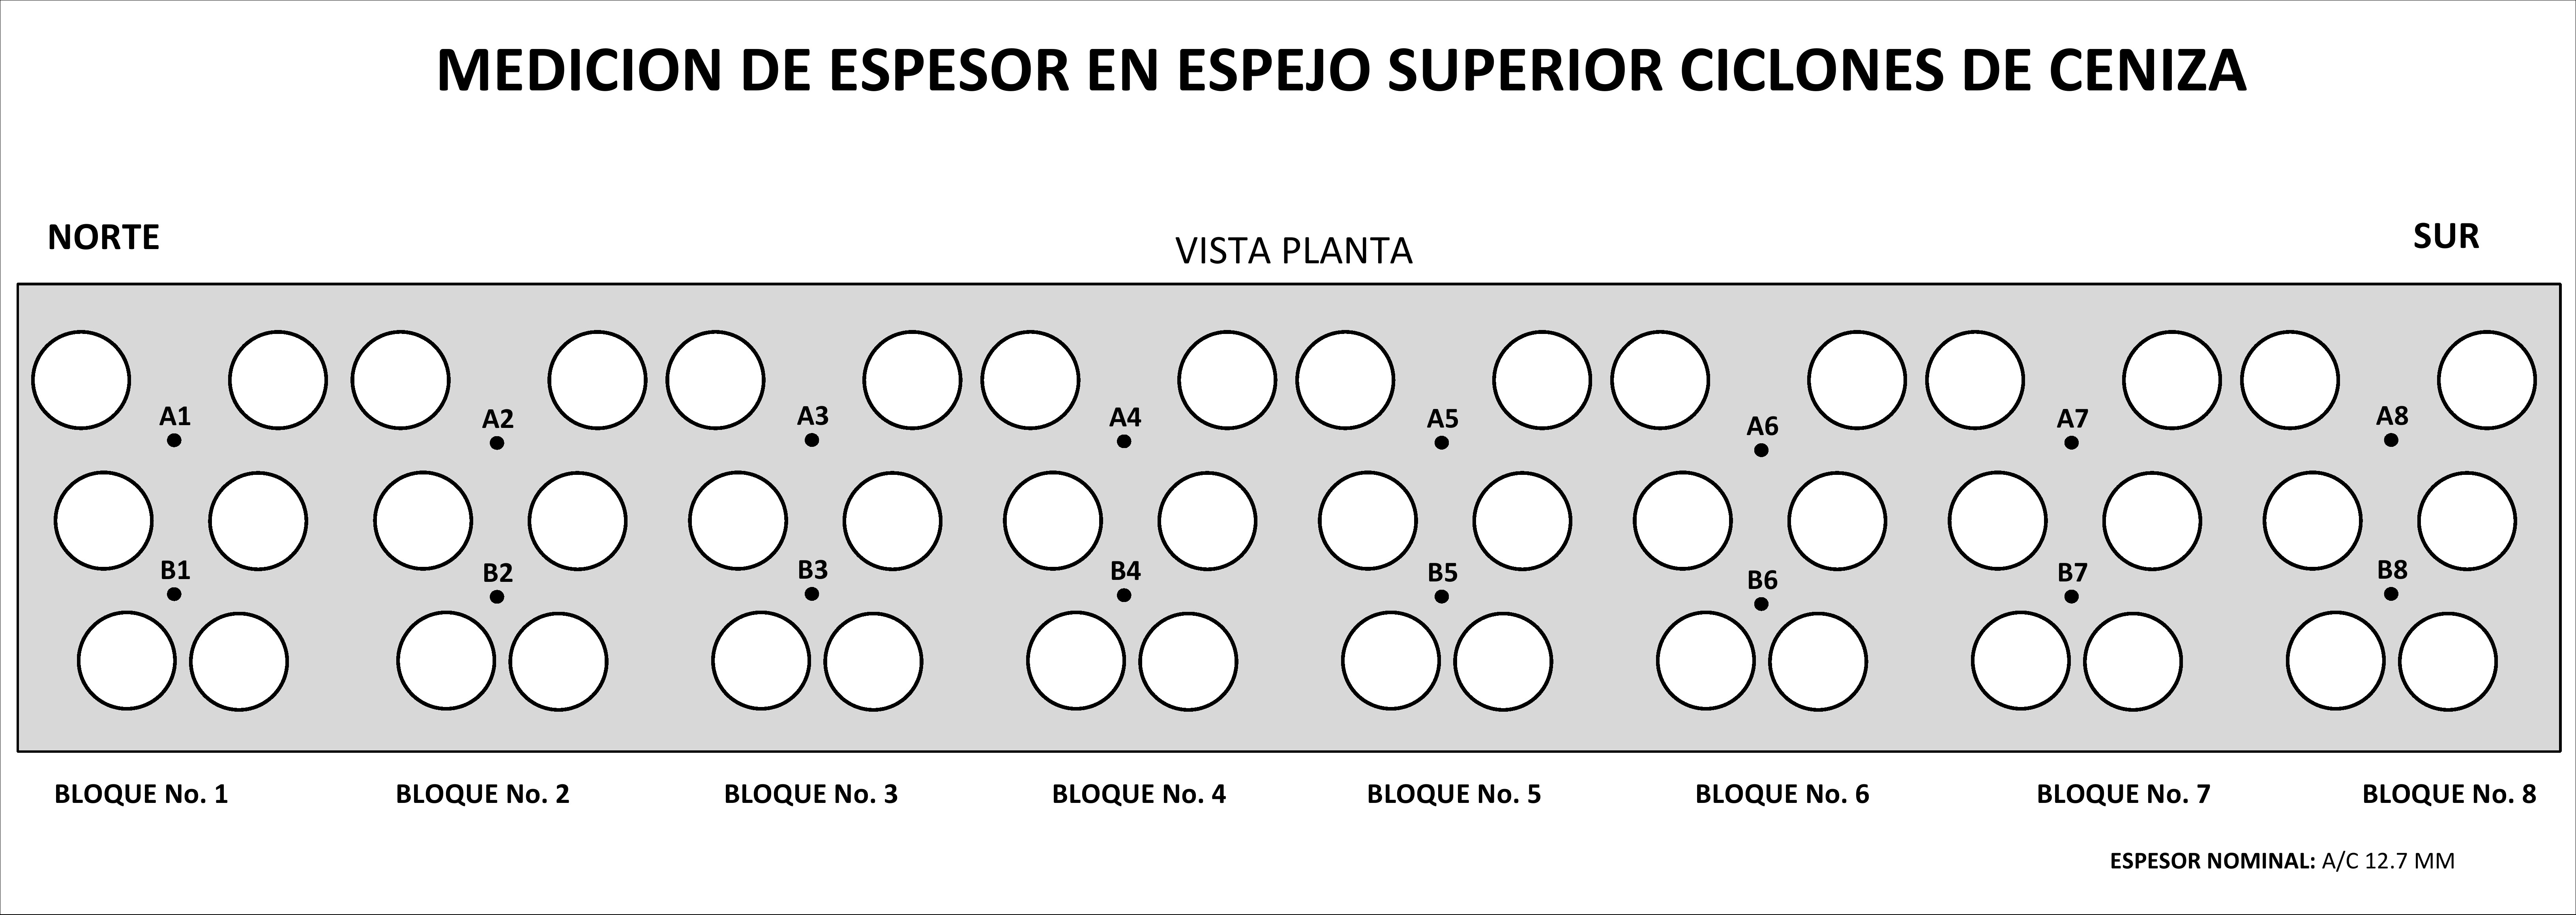 MEDICION DE ESPESOR EN ESPEJO SUPERIOR CICLONES DE CENIZA
NORTE
VISTA PLANTA
SUR
A1 A2 A3 A4 A5 A6 A7 A8
B1 B2 B3 B4 B5 B6 B7 B8
BLOQUE No. 1 BLOQUE No. 2 BLOQUE No. 3 BLOQUE No. 4 BLOQUE No. 5 BLOQUE No. 6 BLOQUE No. 7 BLOQUE No. 8
ESPESOR NOMINAL: A/C 12.7 MM